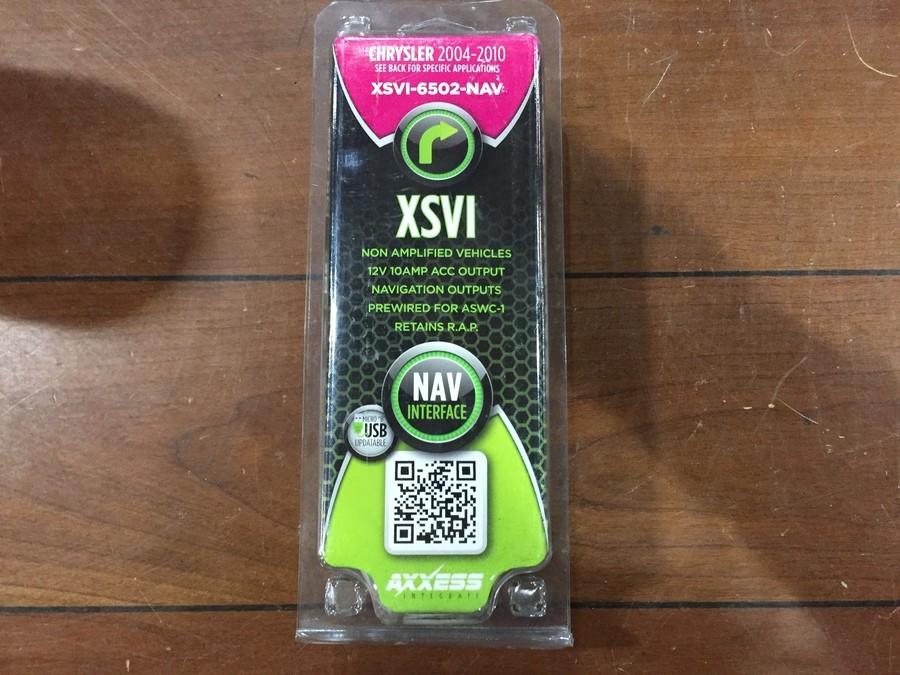 CHRYSLER 2004-2010
SEE BACK FOR SPECIFIC APPLICATIONS
XSVI-6502-NAV
XSVI
NON AMPLIFIED VEHICLES
12V 10AMP ACC OUTPUT
NAVIGATION OUTPUTS
PREWIRED FOR ASWC-1
RETAINS R.A.P.
NAV
INTERFACE
MICRO "B"
USB
UPDATABLE
AXXESS
INTEGRATE